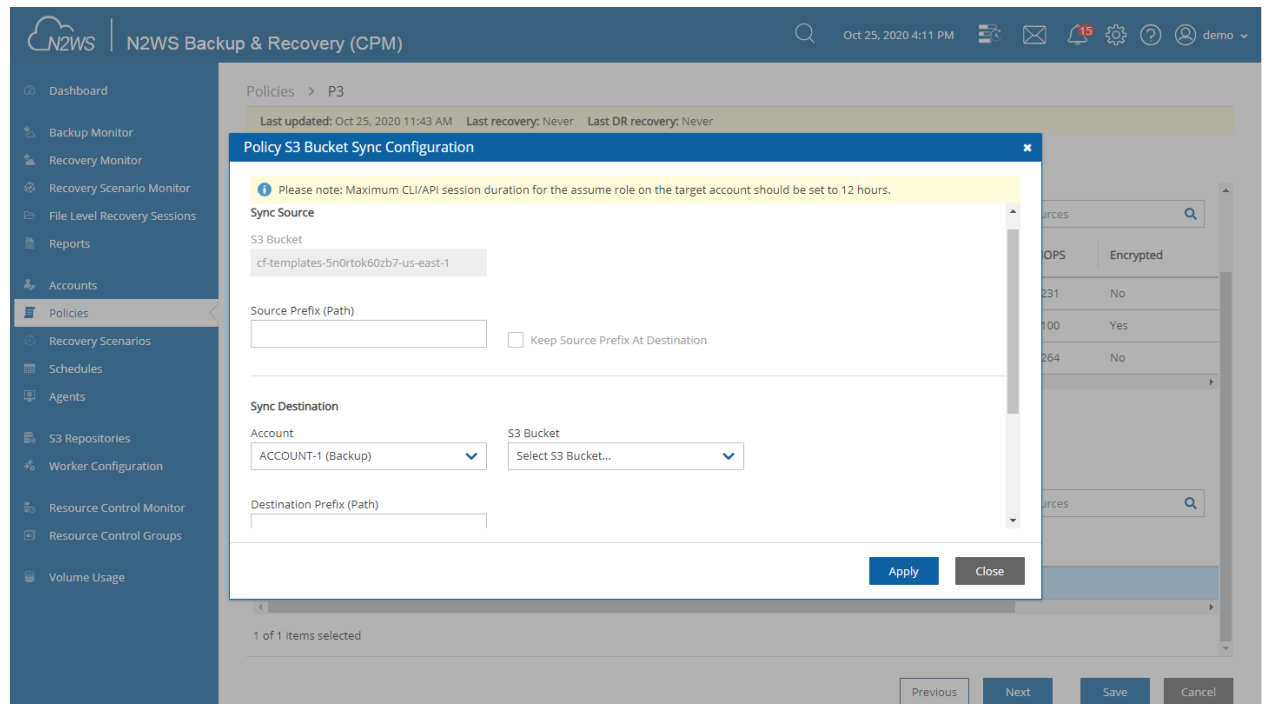 N2WS
N2WS Backup & Recovery (CPM)
Oct 25, 2020 4:11 PM
15
demo
Dashboard
Backup Monitor
Recovery Monitor
Recovery Scenario Monitor
File Level Recovery Sessions
Reports
Accounts
Policies
Recovery Scenarios
Schedules
Agents
S3 Repositories
Worker Configuration
Resource Control Monitor
Resource Control Groups
Volume Usage
Policies > P3
Last updated: Oct 25, 2020 11:43 AM Last recovery: Never Last DR recovery: Never
Policy S3 Bucket Sync Configuration
Please note: Maximum CLI/API session duration for the assume role on the target account should be set to 12 hours.
Sync Source
S3 Bucket
cf-templates-5n0rtok60zb7-us-east-1
Source Prefix (Path)
Keep Source Prefix At Destination
Sync Destination
Account S3 Bucket
ACCOUNT-1 (Backup) Select S3 Bucket...
Destination Prefix (Path)
Apply Close
urces
IOPS Encrypted
231 No
100 Yes
264 No
urces
1 of 1 items selected
Previous Next Save Cancel